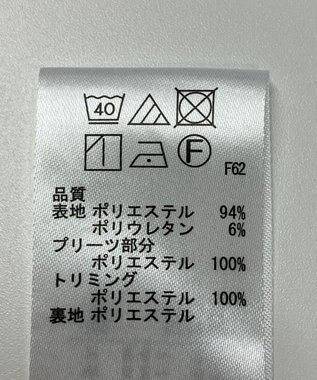 40
F
F62
品質
表地 ポリエステル 94%
ポリウレタン 6%
プリーツ部分
ポリエステル 100%
トリミング
ポリエステル 100%
裏地 ポリエステル